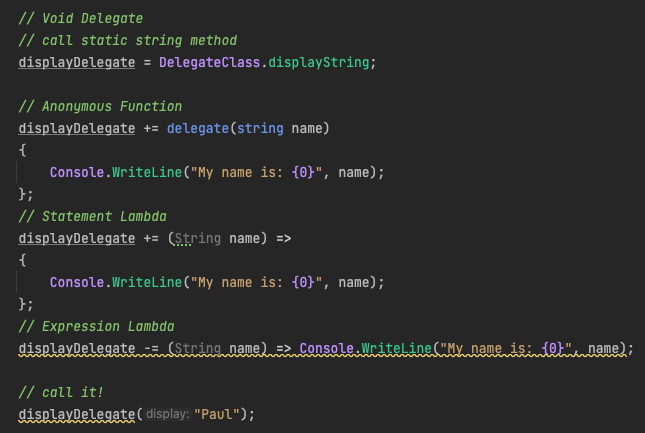 // Void Delegate
// call static string method
displayDelegate = DelegateClass.displayString;
// Anonymous Function
displayDelegate += delegate(string name)
{
Console.WriteLine("My name is: {0}", name);
};
// Statement Lambda
displayDelegate += (String name) =>
{
Console.WriteLine("My name is: {0}", name);
};
// Expression Lambda
displayDelegate -= (String name) => Console.WriteLine("My name is: {0}", name);
// call it!
displayDelegate(display: "Paul");